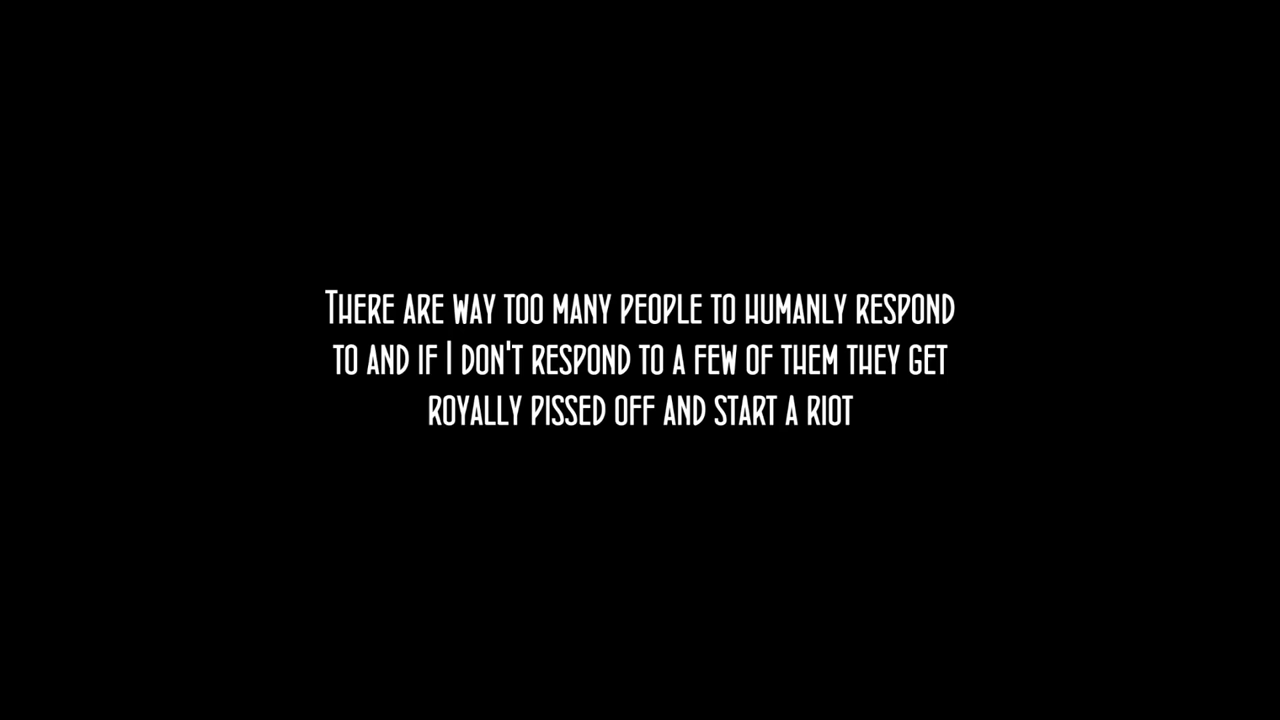 There are way too many people to humanly respond
to and if I don't respond to a few of them they get
royally pissed off and start a riot